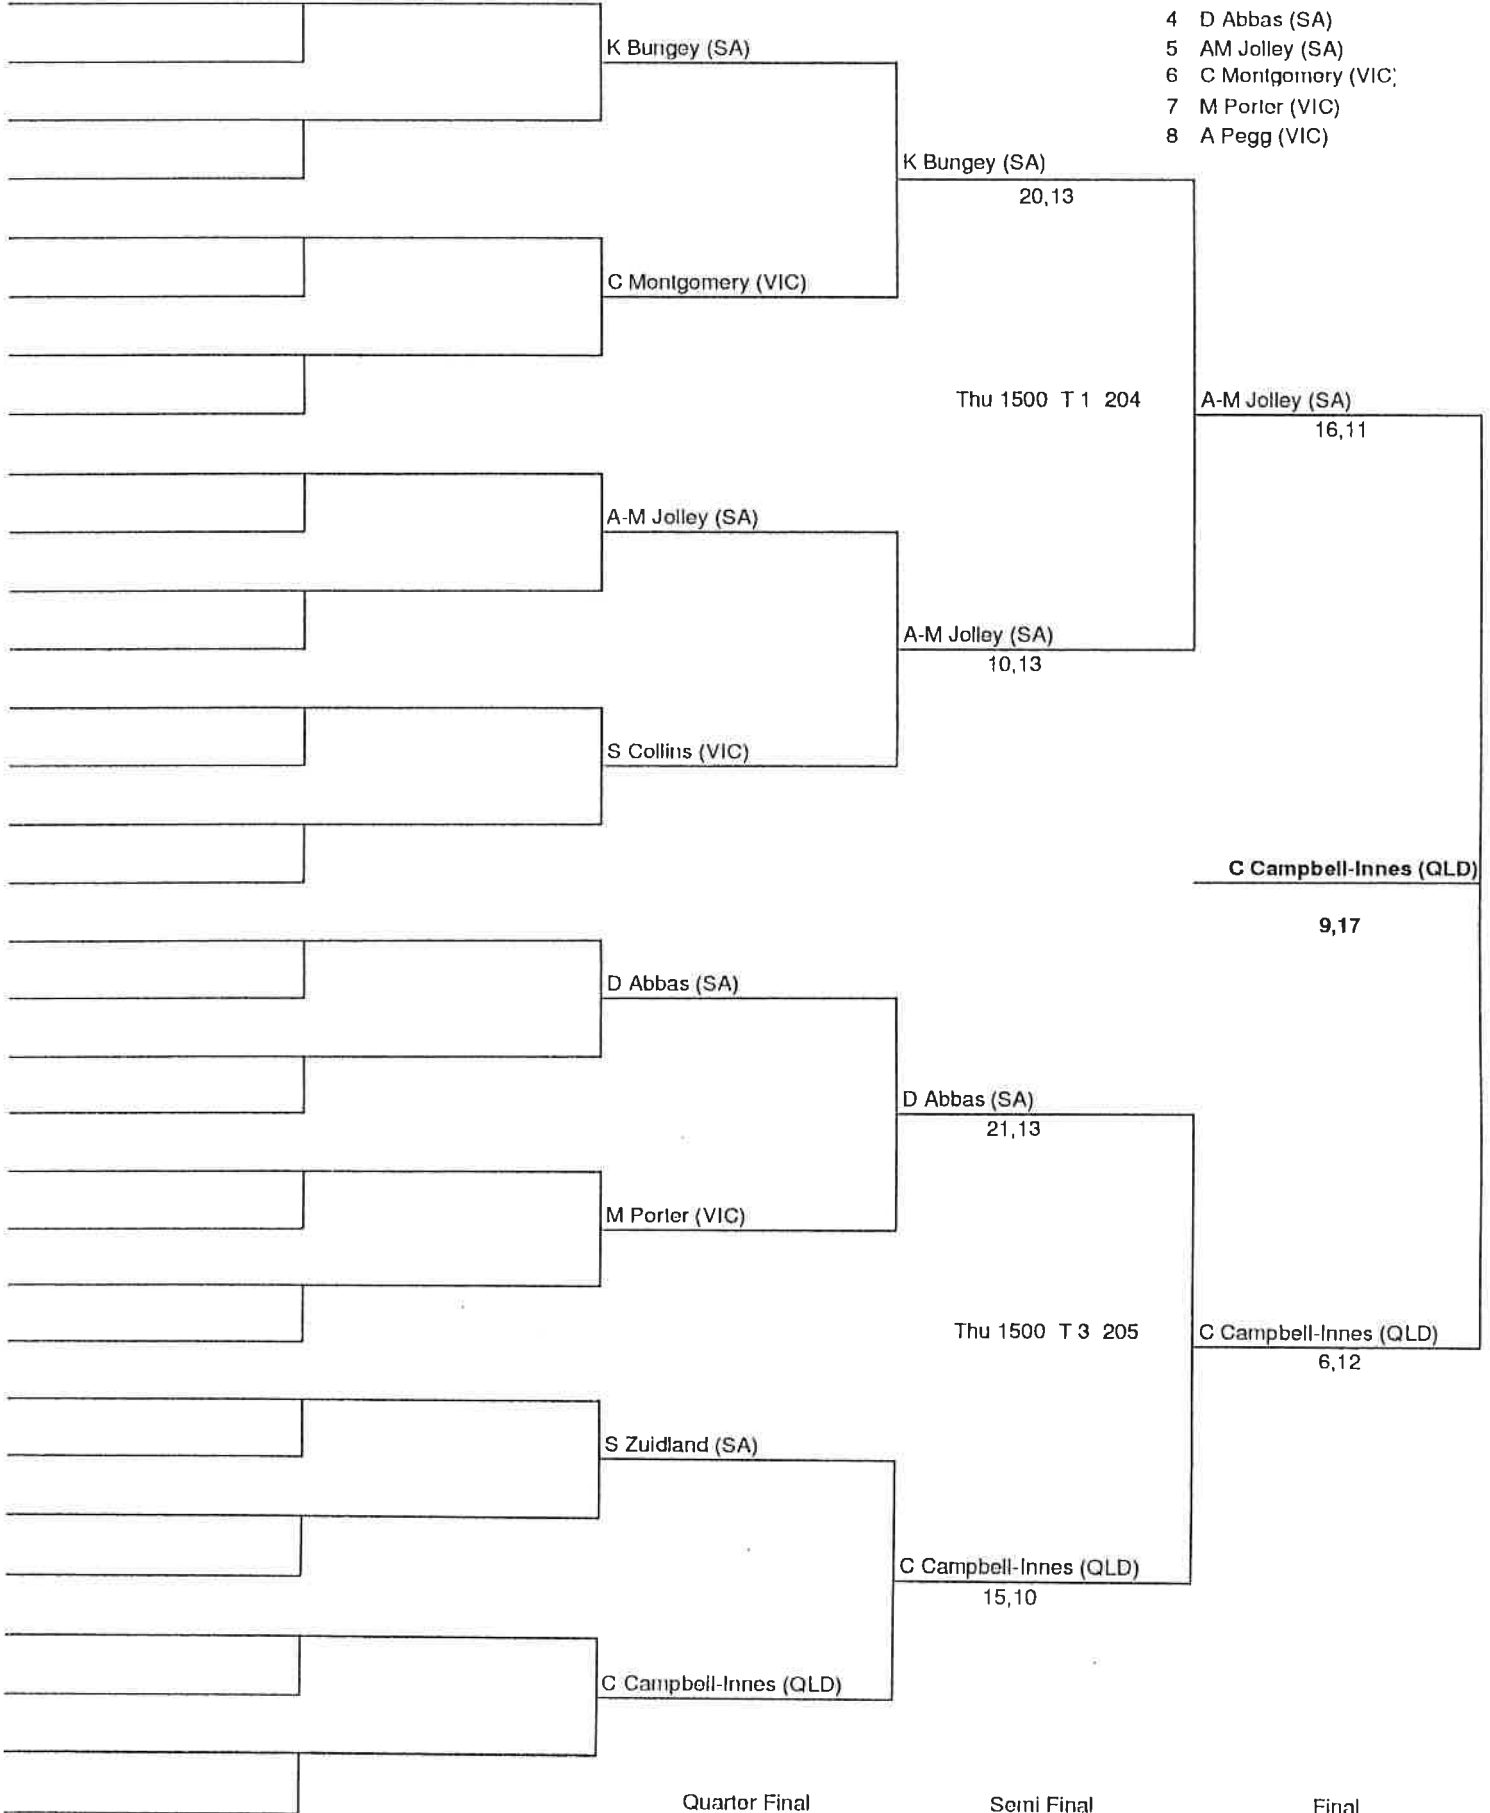 4 D Abbas (SA)
K Bungey (SA)
5 AM Jolley (SA)
6 C Montgomery (VIC)
7 M Porter (VIC)
8 A Pegg (VIC)
K Bungey (SA)
20,13
C Montgomery (VIC)
Thu 1500 T 1 204
A-M Jolley (SA)
16,11
A-M Jolley (SA)
A-M Jolley (SA)
10,13
S Collins (VIC)
C Campbell-Innes (QLD)
9,17
D Abbas (SA)
D Abbas (SA)
21,13
M Porter (VIC)
Thu 1500 T 3 205
C Campbell-Innes (QLD)
6,12
S Zuidland (SA)
C Campbell-Innes (QLD)
15,10
C Campbell-Innes (QLD)
Quarter Final
Semi Final
Final